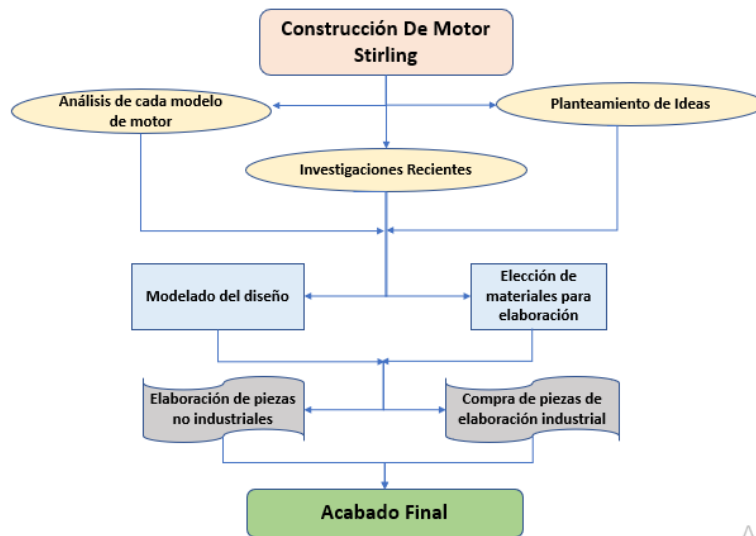 Construcción De Motor
Stirling
Análisis de cada modelo
de motor
Planteamiento de Ideas
Investigaciones Recientes
Modelado del diseño
Elección de
materiales para
elaboración
Elaboración de piezas
no industriales
Compra de piezas de
elaboración industrial
Acabado Final
A